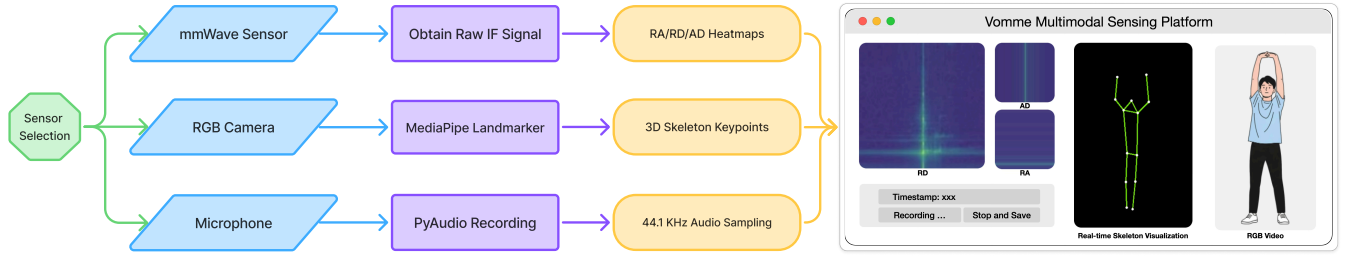 Sensor
Selection
mmWave Sensor
Obtain Raw IF Signal
RA/RD/AD Heatmaps
RGB Camera
MediaPipe Landmarker
3D Skeleton Keypoints
Microphone
PyAudio Recording
44.1 KHz Audio Sampling
Vomme Multimodal Sensing Platform
AD
RD
RA
Timestamp: xxx
Recording ...
Stop and Save
Real-time Skeleton Visualization
RGB Video